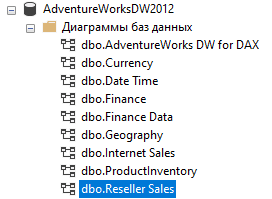 AdventureWorksDW2012
Диаграммы баз данных
dbo.AdventureWorks DW for DAX
dbo.Currency
dbo.Date Time
dbo.Finance
dbo.Finance Data
dbo.Geography
dbo.Internet Sales
dbo.ProductInventory
dbo.Reseller Sales